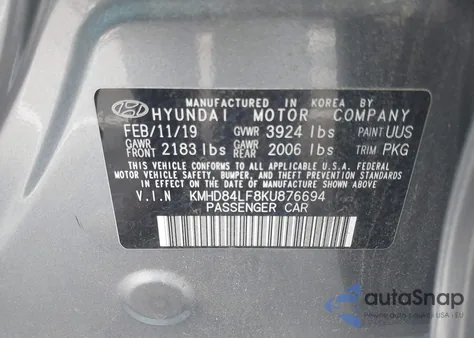 MANUFACTURED IN KOREA BY
HYUNDAI MOTOR COMPANY
FEB/11/19 GVWR 3924 lbs PAINT UUS
GAWR FRONT 2183 lbs GAWR REAR 2006 lbs TRIM PKG
THIS VEHICLE CONFORMS TO ALL APPLICABLE U.S.A. FEDERAL
MOTOR VEHICLE SAFETY, BUMPER, AND THEFT PREVENTION STANDARDS
IN EFFECT ON THE DATE OF MANUFACTURE SHOWN ABOVE.
V.I.N KMHD84LF8KU876694
PASSENGER CAR
autoSnap